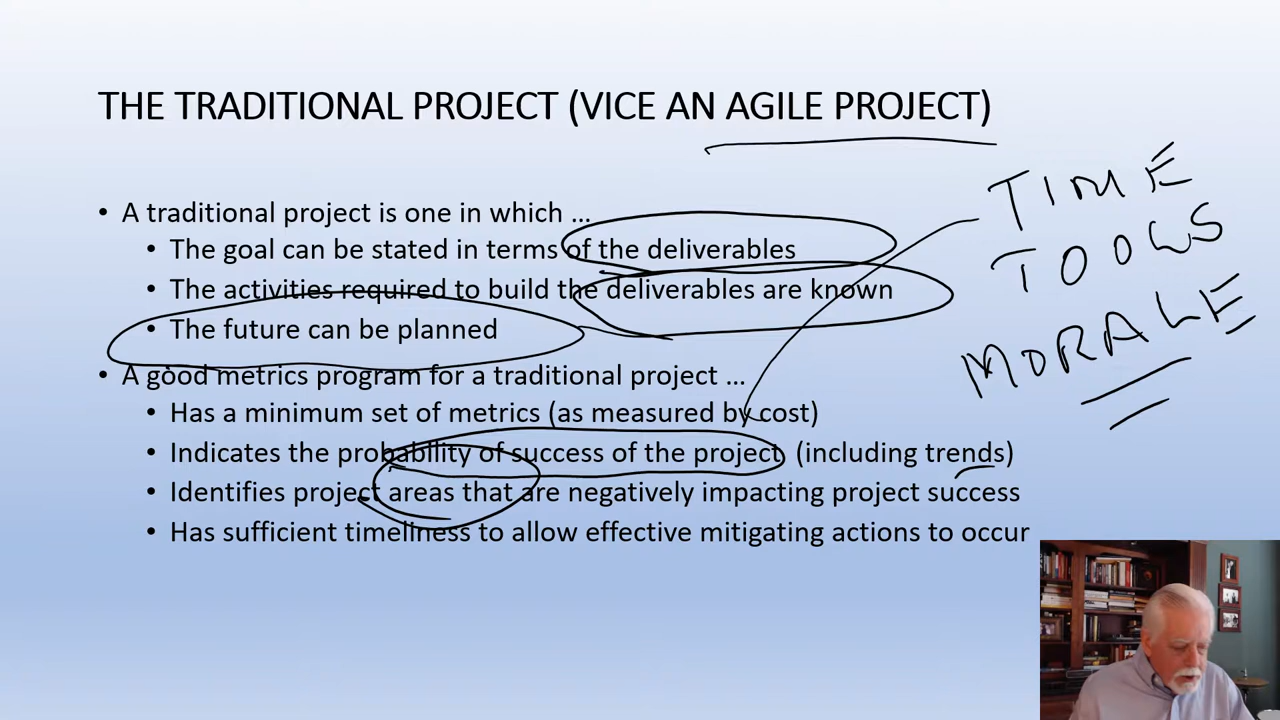 THE TRADITIONAL PROJECT (VICE AN AGILE PROJECT)
• A traditional project is one in which ...
• The goal can be stated in terms of the deliverables
• The activities required to build the deliverables are known
• The future can be planned
• A good metrics program for a traditional project ...
• Has a minimum set of metrics (as measured by cost)
• Indicates the probability of success of the project (including trends)
• Identifies project areas that are negatively impacting project success
• Has sufficient timeliness to allow effective mitigating actions to occur
TIME
TOOLS
MORALE